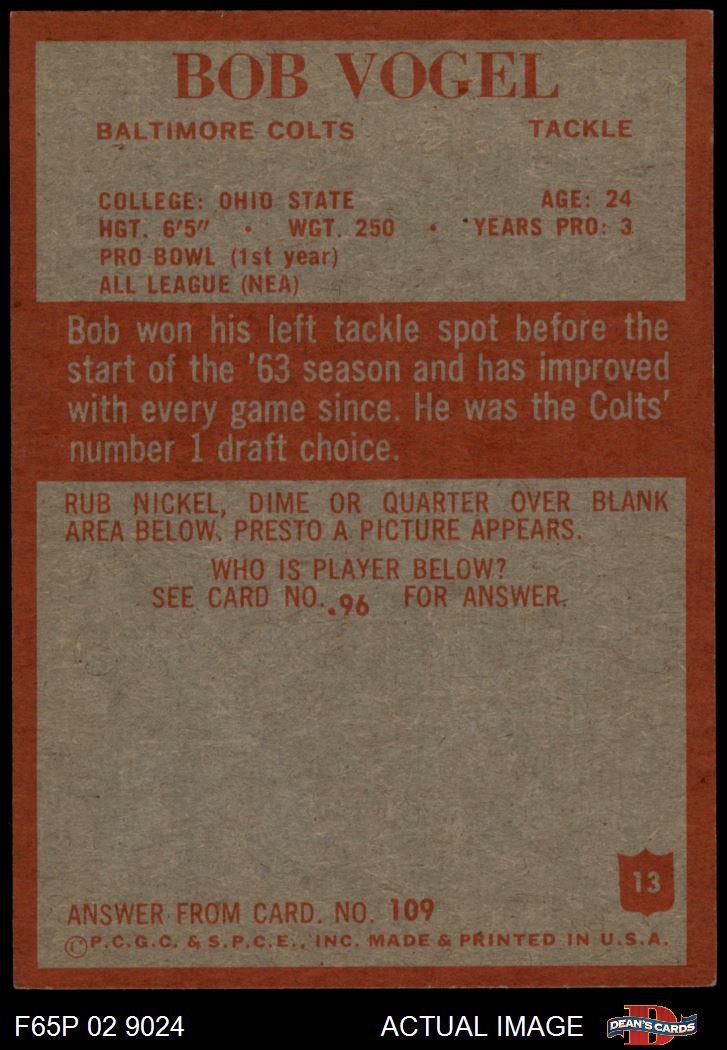 BOB VOGEL
BALTIMORE COLTS TACKLE
COLLEGE: OHIO STATE AGE: 24
HGT. 6'5" • WGT. 250 • YEARS PRO: 3
PRO BOWL (1st year)
ALL LEAGUE (NEA)
Bob won his left tackle spot before the
start of the '63 season and has improved
with every game since. He was the Colts'
number 1 draft choice.
RUB NICKEL, DIME OR QUARTER OVER BLANK
AREA BELOW. PRESTO A PICTURE APPEARS.
WHO IS PLAYER BELOW?
SEE CARD NO. 96 FOR ANSWER.
13
ANSWER FROM CARD. NO. 109
© P.C.G.C. & S.P.C.E., INC. MADE & PRINTED IN U.S.A.
F65P 02 9024 ACTUAL IMAGE D DEAN'S CARDS